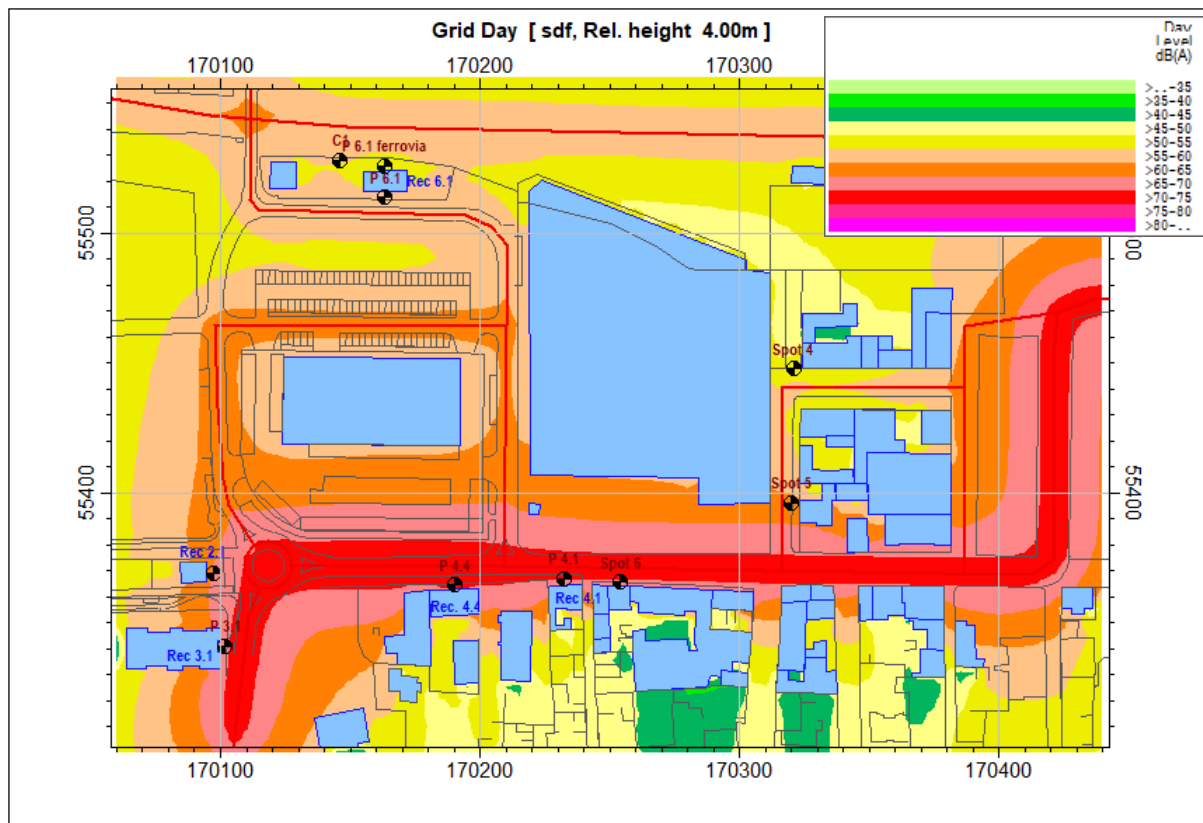 Grid Day [ sdf, Rel. height 4.00m ]
Day
Level
dB(A)
>..-35
>35-40
>40-45
>45-50
>50-55
>55-60
>60-65
>65-70
>70-75
>75-80
>80-..
170100
170200
170300
C1
P 6.1 ferrovia
P 6.1
Rec 6.1
55500
00
Spot 4
55400
Spot 5
55400
Rec 2.
P 4.4
P 4.1
Spot 6
Rec. 4.4
Rec 4.1
P 3.1
Rec 3.1
170100
170200
170300
170400